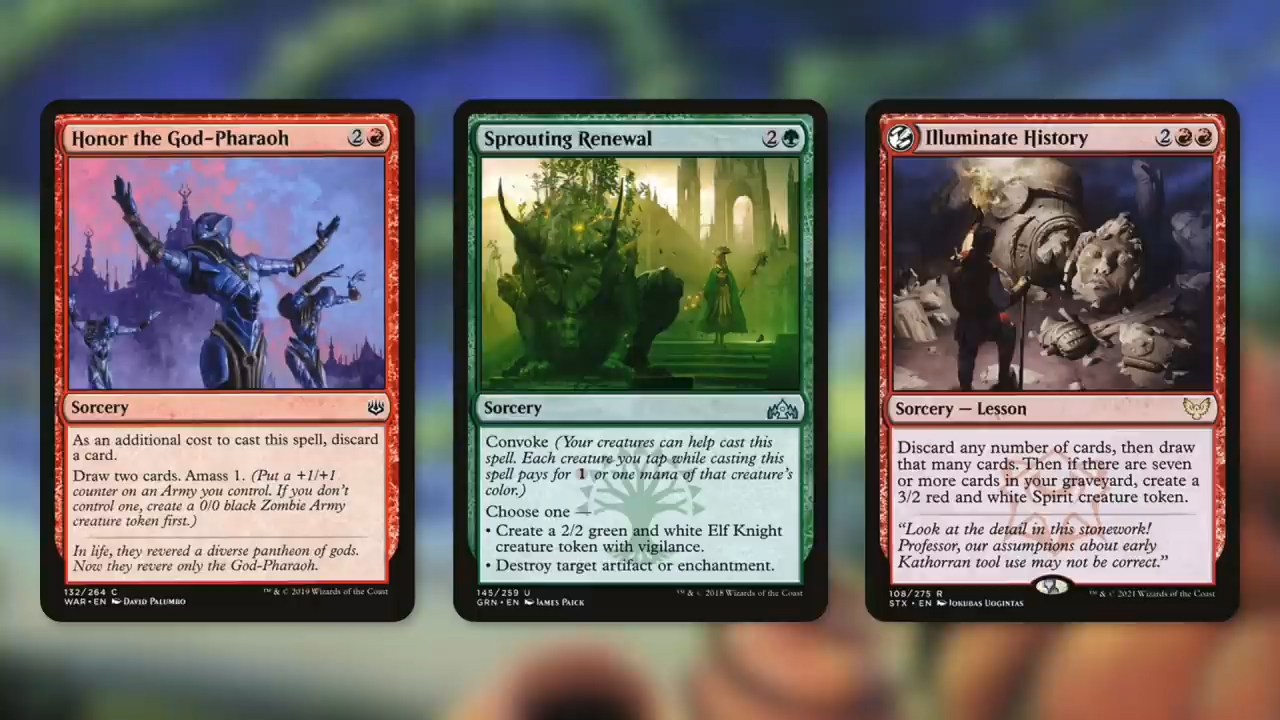 Honor the God-Pharaoh 2
Sorcery
As an additional cost to cast this spell, discard
a card.
Draw two cards. Amass 1. (Put a +1/+1
counter on an Army you control. If you don't
control one, create a 0/0 black Zombie Army
creature token first.)
In life, they revered a diverse pantheon of gods.
Now they revere only the God-Pharaoh.
132/264 C
WAR • EN DAVID PALUMBO
™ & © 2019 Wizards of the Coast
Sprouting Renewal 2
Sorcery
Convoke (Your creatures can help cast this
spell. Each creature you tap while casting this
spell pays for 1 or one mana of that creature's
color.)
Choose one —
• Create a 2/2 green and white Elf Knight
creature token with vigilance.
• Destroy target artifact or enchantment.
145/259 U
GRN • EN JAMES PAICK
™ & © 2018 Wizards of the Coast
Illuminate History 2
Sorcery — Lesson
Discard any number of cards, then draw
that many cards. Then if there are seven
or more cards in your graveyard, create a
3/2 red and white Spirit creature token.
"Look at the detail in this stonework!
Professor, our assumptions about early
Kathorran tool use may not be correct."
108/275 R
STX • EN JOKUBAS UOGINTAS
™ & © 2021 Wizards of the Coast